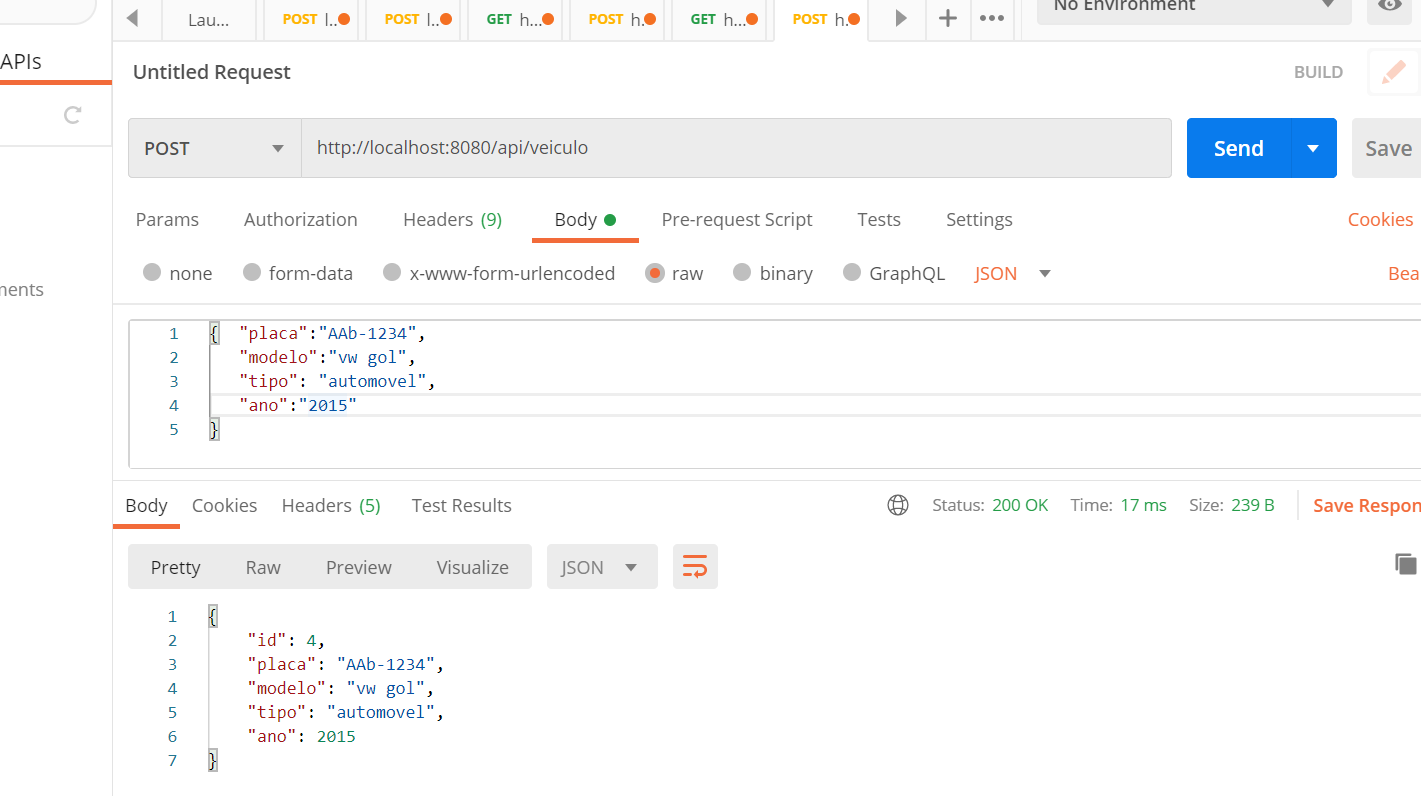 Lau...
POST l..
POST l..
GET h...
POST h.
GET h...
POST h.
No Environment
APIs
Untitled Request
BUILD
POST
http://localhost:8080/api/veiculo
Send
Save
Params
Authorization
Headers (9)
Body
Pre-request Script
Tests
Settings
Cookies
none
form-data
x-www-form-urlencoded
raw
binary
GraphQL
JSON
Bea
nents
1 { "placa":"AAb-1234",
2 "modelo":"vw gol",
3 "tipo": "automovel",
4 "ano":"2015"
5 }
Body
Cookies
Headers (5)
Test Results
Status: 200 OK
Time: 17 ms
Size: 239 B
Save Respon
Pretty
Raw
Preview
Visualize
JSON
1 {
2 "id": 4,
3 "placa": "AAb-1234",
4 "modelo": "vw gol",
5 "tipo": "automovel",
6 "ano": 2015
7 }